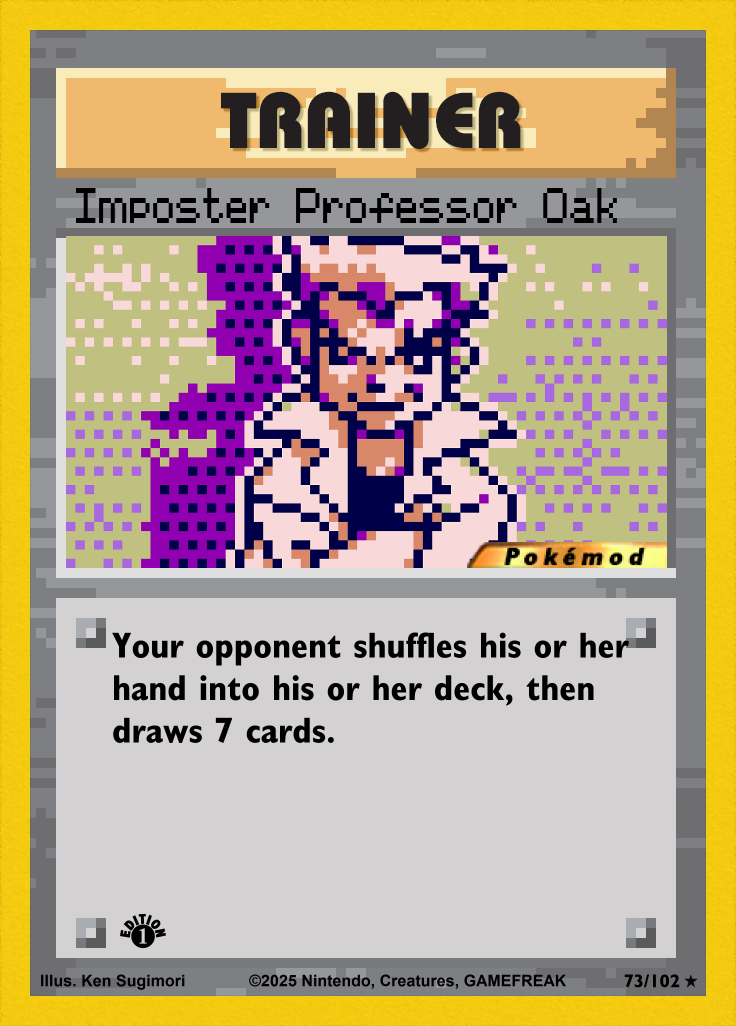 TRAINER
Imposter Professor Oak
Pokémod
Your opponent shuffles his or her
hand into his or her deck, then
draws 7 cards.
EDITION
1
Illus. Ken Sugimori ©2025 Nintendo, Creatures, GAMEFREAK 73/102 ★